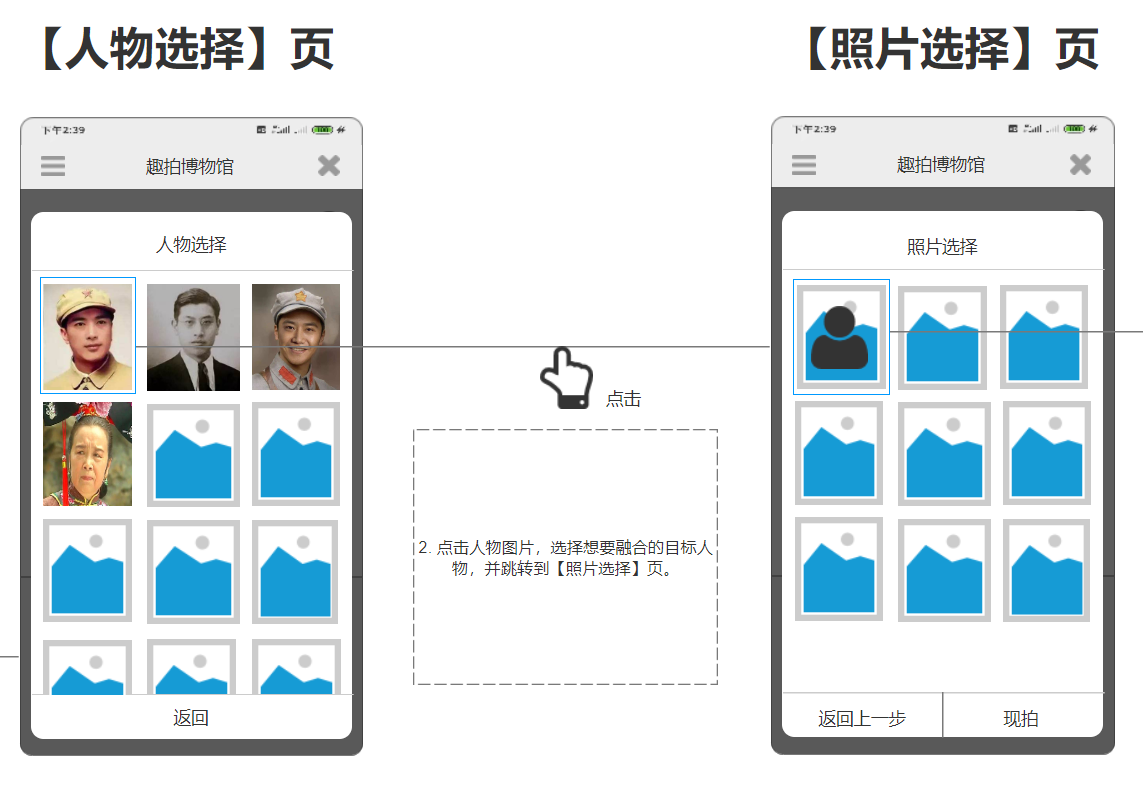 【人物选择】页
【照片选择】页
下午2:39
趣拍博物馆
人物选择
返回
点击
2. 点击人物图片，选择想要融合的目标人
物，并跳转到【照片选择】页。
下午2:39
趣拍博物馆
照片选择
返回上一步
现拍